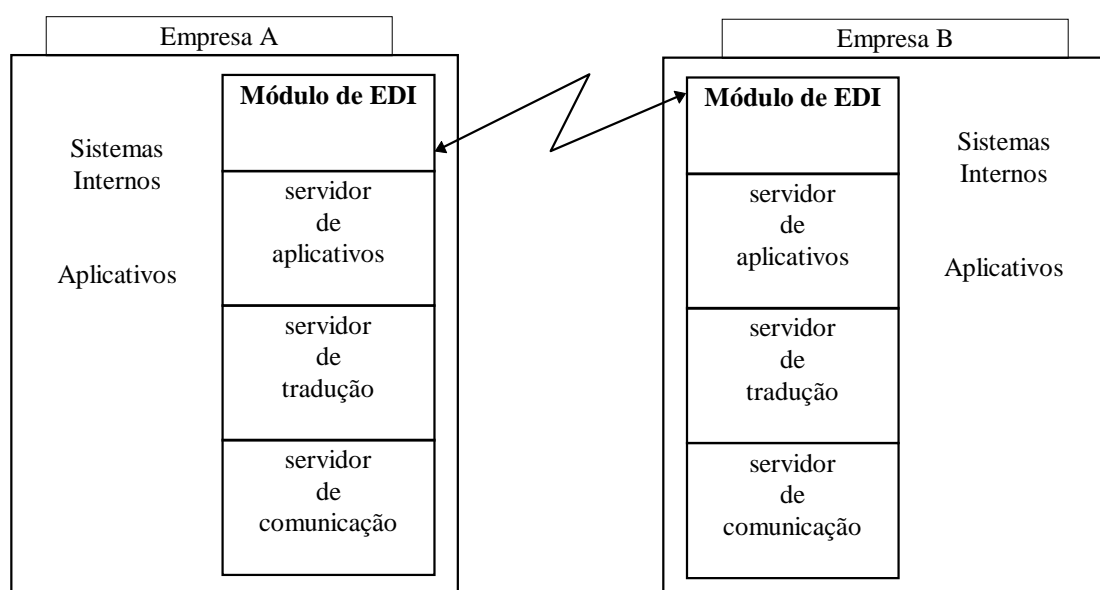 Empresa A
Módulo de EDI
Sistemas
Internos
Aplicativos
servidor
de
aplicativos
servidor
de
tradução
servidor
de
comunicação
Empresa B
Módulo de EDI
servidor
de
aplicativos
servidor
de
tradução
servidor
de
comunicação
Sistemas
Internos
Aplicativos